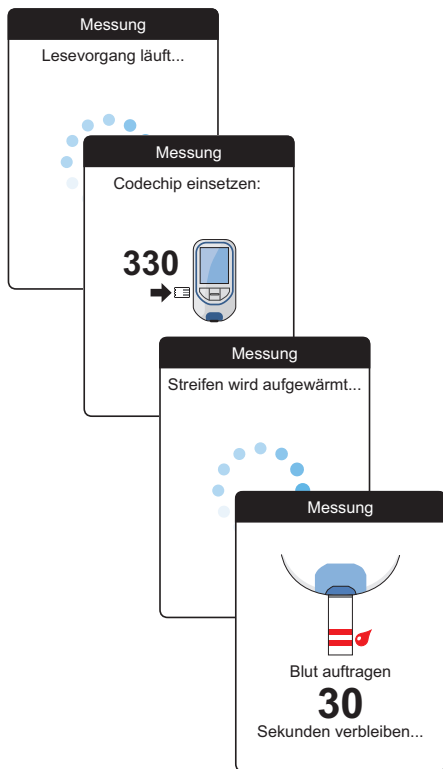 Messung
Lesevorgang läuft...
Messung
Codechip einsetzen:
330
Messung
Streifen wird aufgewärmt...
Messung
Blut auftragen
30
Sekunden verbleiben...